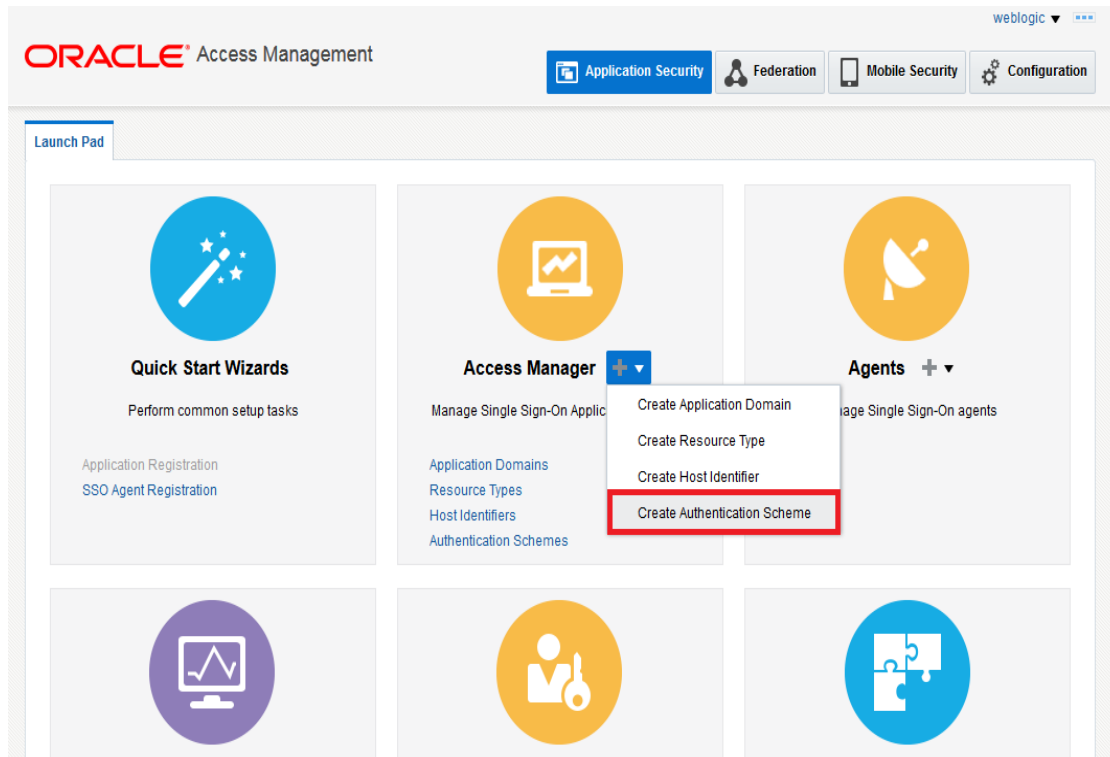 weblogic
ORACLE® Access Management
Application Security
Federation
Mobile Security
Configuration
Launch Pad
Quick Start Wizards
Perform common setup tasks
Application Registration
SSO Agent Registration
Access Manager
Manage Single Sign-On Applic
Application Domains
Resource Types
Host Identifiers
Authentication Schemes
Create Application Domain
Create Resource Type
Create Host Identifier
Create Authentication Scheme
Agents
age Single Sign-On agents